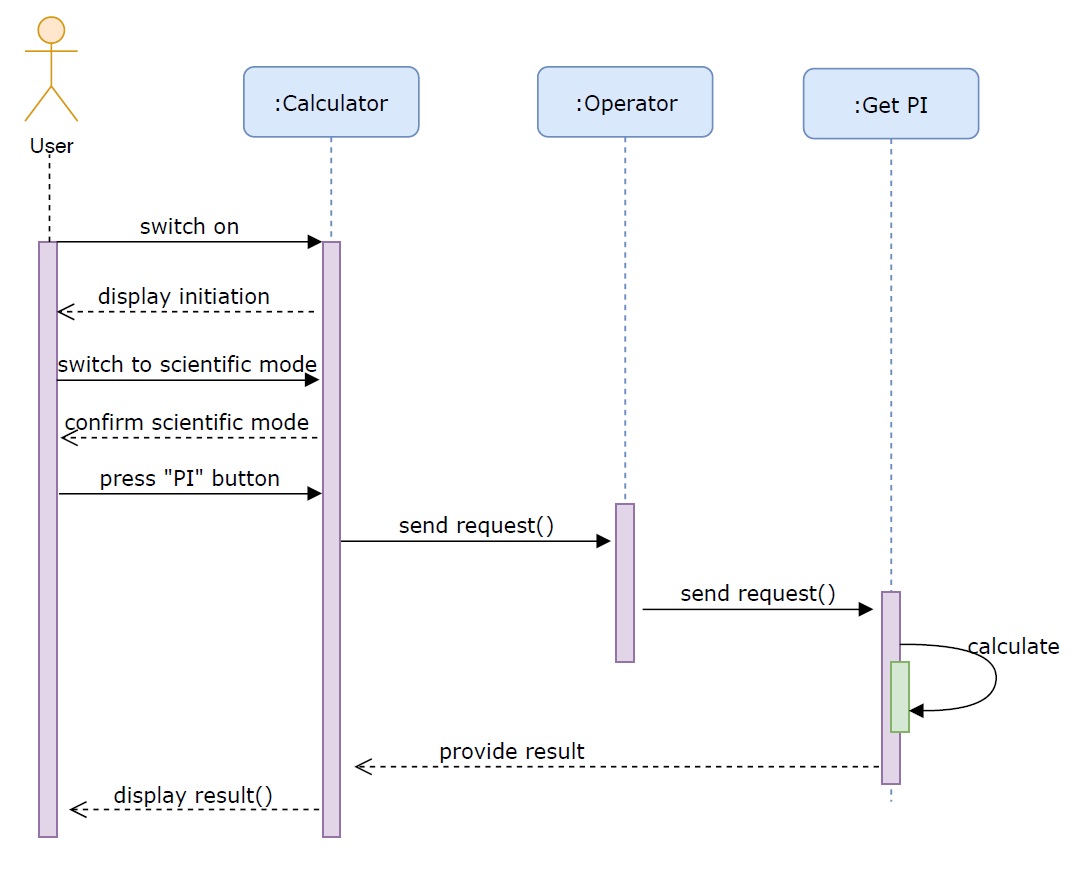 User
:Calculator
:Operator
:Get PI
switch on
display initiation
switch to scientific mode
confirm scientific mode
press "PI" button
send request()
send request()
calculate
provide result
display result()